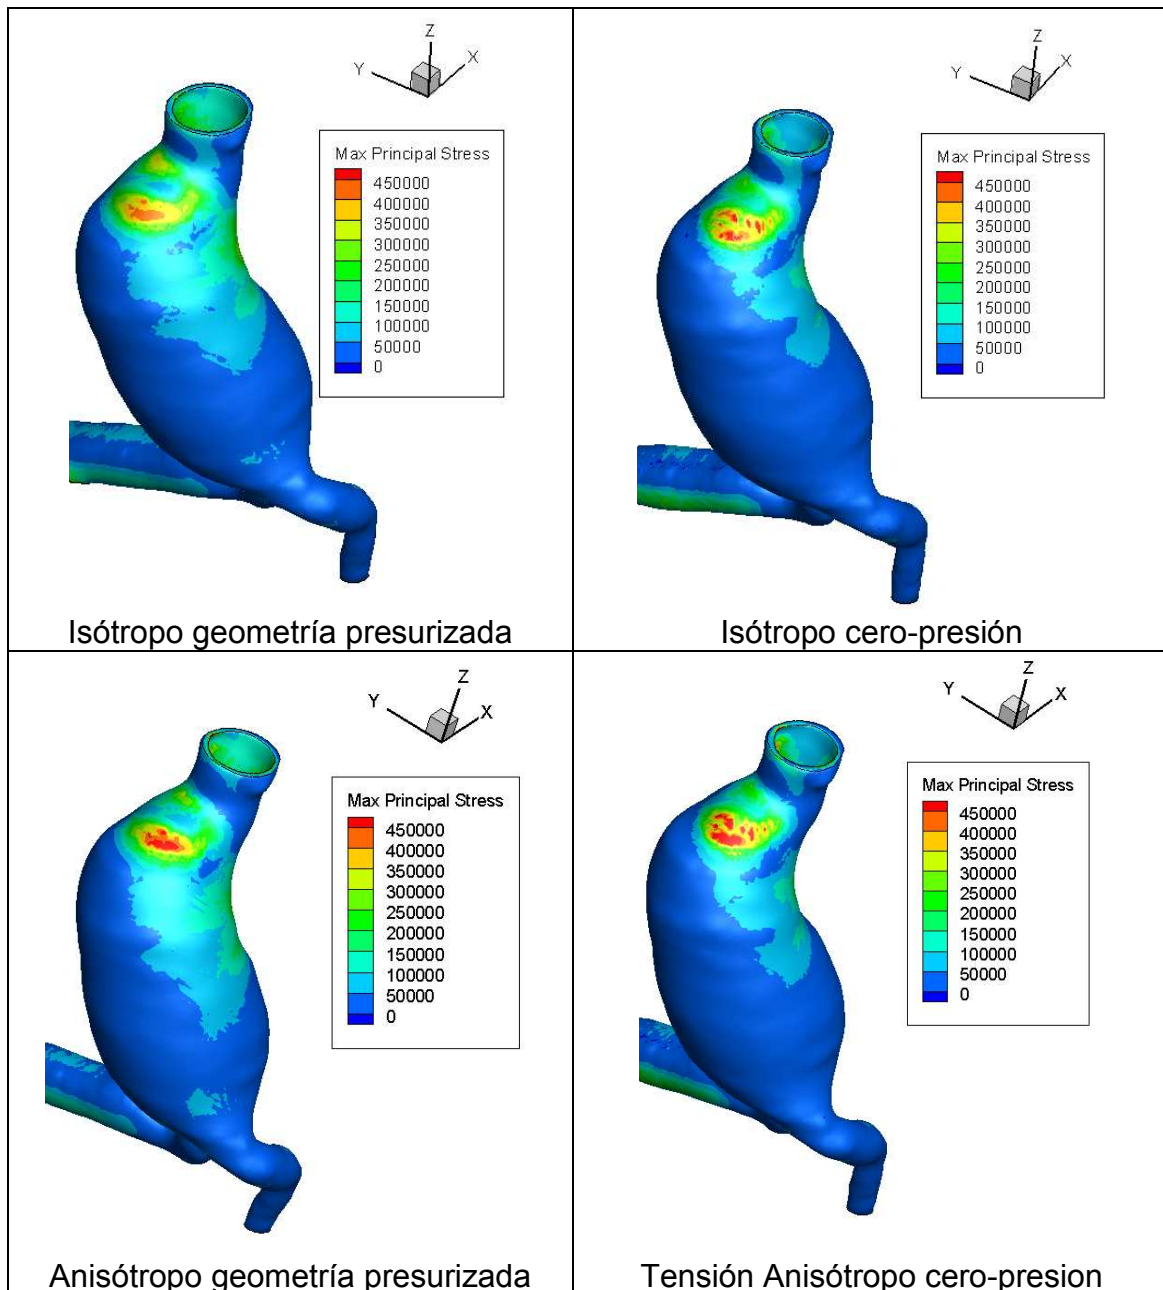 Z
Y
X
Max Principal Stress
450000
400000
350000
300000
250000
200000
150000
100000
50000
0
Isótropo geometría presurizada
Z
Y
X
Max Principal Stress
450000
400000
350000
300000
250000
200000
150000
100000
50000
0
Isótropo cero-presión
Z
Y
X
Max Principal Stress
450000
400000
350000
300000
250000
200000
150000
100000
50000
0
Anisótropo geometría presurizada
Z
Y
X
Max Principal Stress
450000
400000
350000
300000
250000
200000
150000
100000
50000
0
Tensión Anisótropo cero-presion